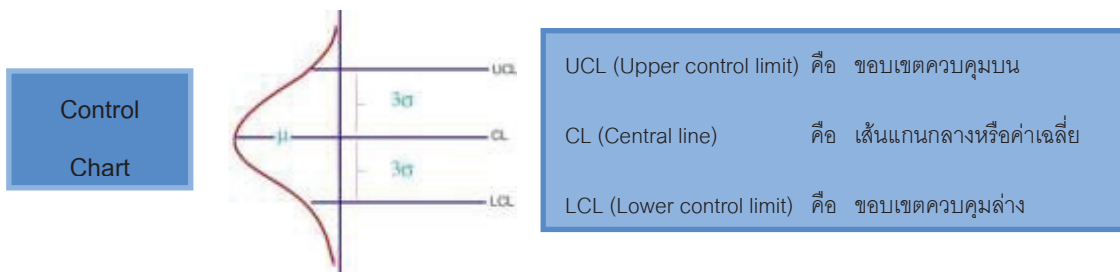 Control
Chart
UCL
3σ
μ
CL
3σ
LCL
UCL (Upper control limit) คือ ขอบเขตควบคุมบน
CL (Central line) คือ เส้นแกนกลางหรือค่าเฉลี่ย
LCL (Lower control limit) คือ ขอบเขตควบคุมล่าง